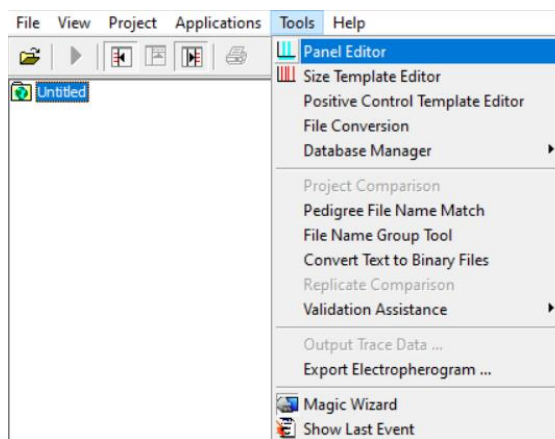 File View Project Applications Tools Help
Untitled
Panel Editor
Size Template Editor
Positive Control Template Editor
File Conversion
Database Manager
Project Comparison
Pedigree File Name Match
File Name Group Tool
Convert Text to Binary Files
Replicate Comparison
Validation Assistance
Output Trace Data ...
Export Electropherogram ...
Magic Wizard
Show Last Event